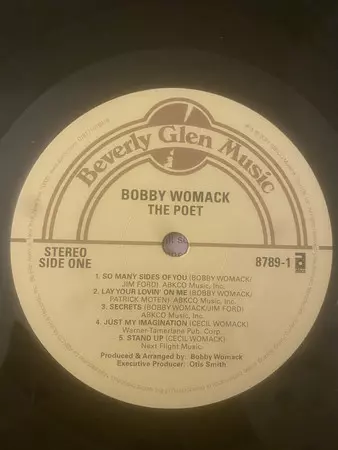 Beverly Glen Music
BOBBY WOMACK
THE POET
STEREO
SIDE ONE
8789-1
1. SO MANY SIDES OF YOU (BOBBY WOMACK/
JIM FORD) ABKCO Music, Inc.
2. LAY YOUR LOVIN' ON ME (BOBBY WOMACK/
PATRICK MOTEN) ABKCO Music, Inc.
3. SECRETS (BOBBY WOMACK/JIM FORD)
ABKCO Music, Inc.
4. JUST MY IMAGINATION (CECIL WOMACK)
Warner-Tamerlane Pub. Corp.
5. STAND UP (CECIL WOMACK)
Next Flight Music.
Produced & Arranged by: Bobby Womack
Executive Producer: Otis Smith